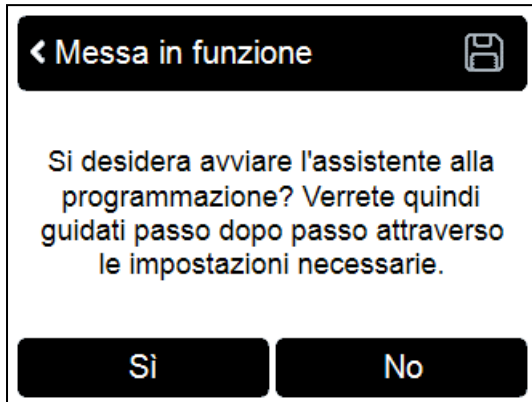 Messa in funzione
Si desidera avviare l'assistente alla
programmazione? Verrete quindi
guidati passo dopo passo attraverso
le impostazioni necessarie.
Sì
No